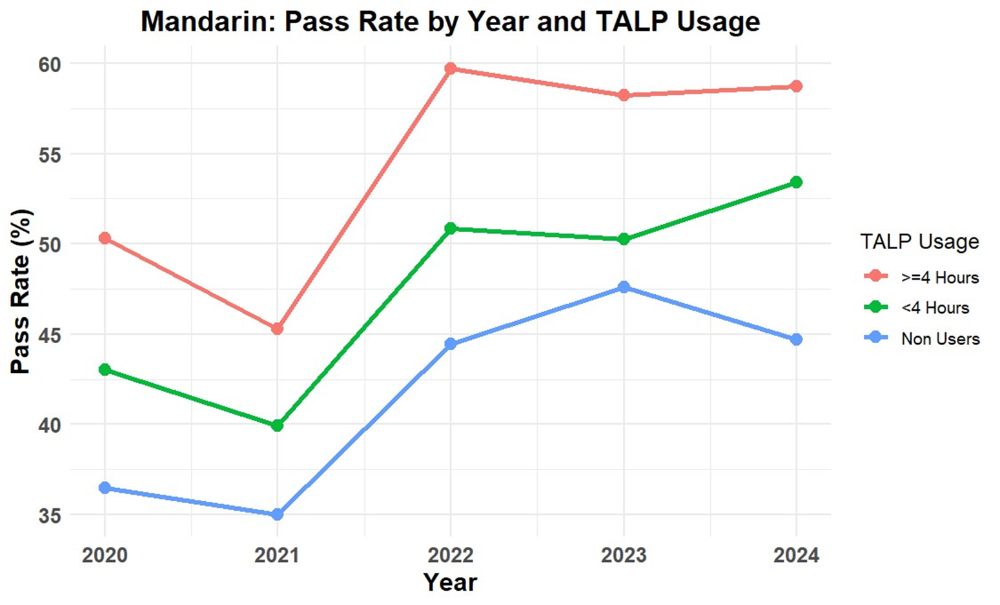 Mandarin: Pass Rate by Year and TALP Usage
60
55
50
45
40
35
Pass Rate (%)
2020 2021 2022 2023 2024
Year
TALP Usage
>=4 Hours
<4 Hours
Non Users